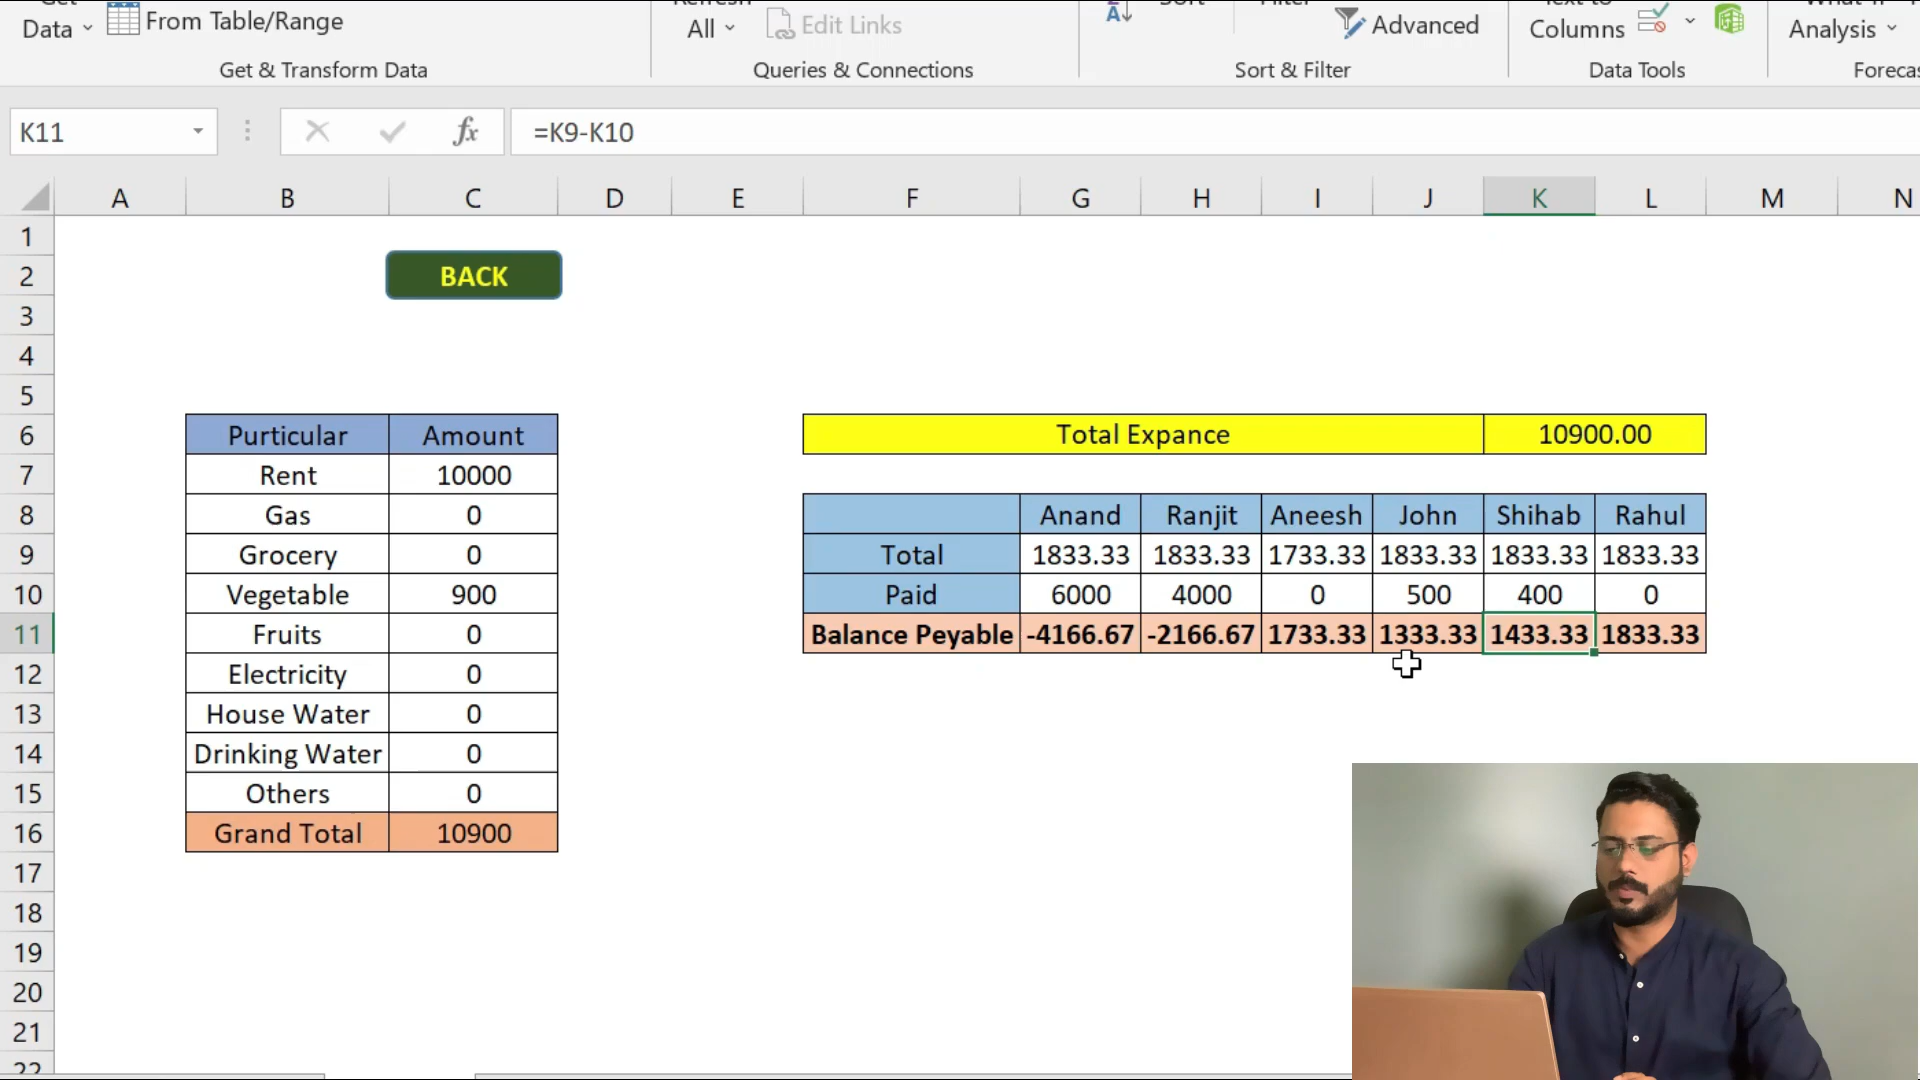 Data
From Table/Range
All
Edit Links
Advanced
Columns
Analysis
Get & Transform Data
Queries & Connections
Sort & Filter
Data Tools
K11
fx
=K9-K10
A B C D E F G H I J K L M N
1
2 BACK
3
4
5
6 Purticular Amount Total Expance 10900.00
7 Rent 10000
8 Gas 0 Anand Ranjit Aneesh John Shihab Rahul
9 Grocery 0 Total 1833.33 1833.33 1733.33 1833.33 1833.33 1833.33
10 Vegetable 900 Paid 6000 4000 0 500 400 0
11 Fruits 0 Balance Peyable -4166.67 -2166.67 1733.33 1333.33 1433.33 1833.33
12 Electricity 0
13 House Water 0
14 Drinking Water 0
15 Others 0
16 Grand Total 10900
17
18
19
20
21
22